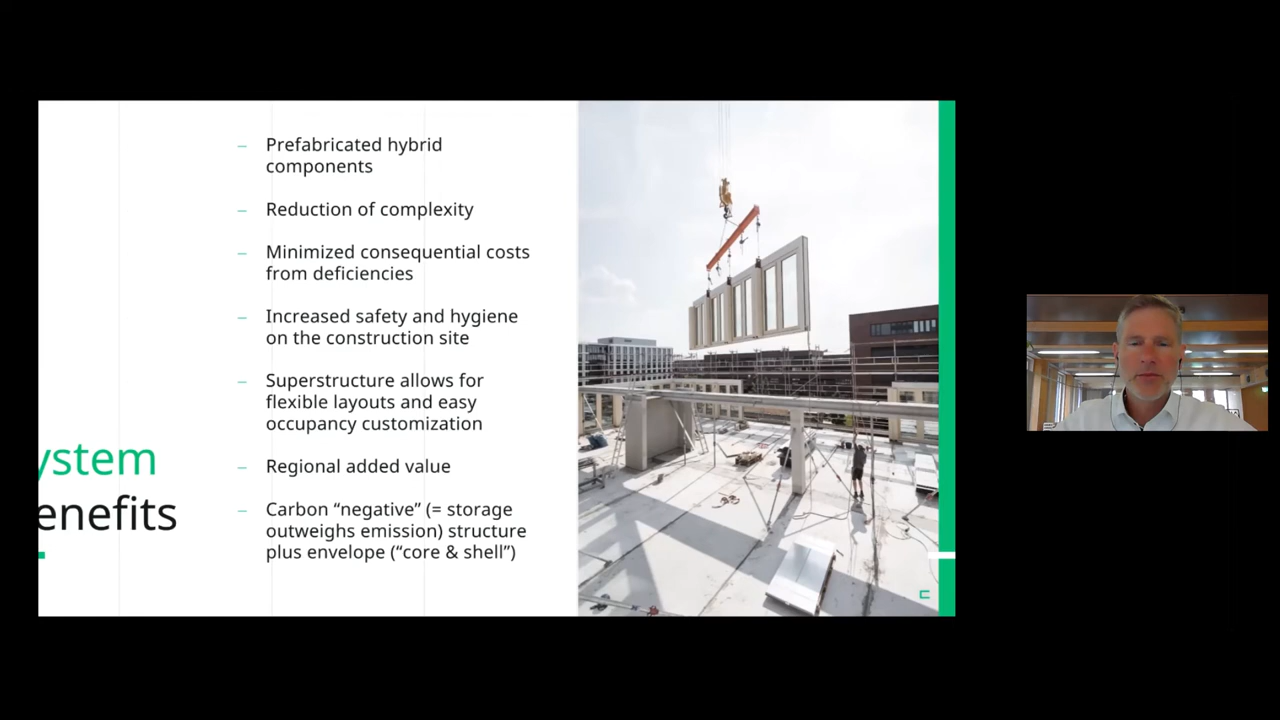 – Prefabricated hybrid
components
– Reduction of complexity
– Minimized consequential costs
from deficiencies
– Increased safety and hygiene
on the construction site
– Superstructure allows for
flexible layouts and easy
occupancy customization
– Regional added value
– Carbon “negative” (= storage
outweighs emission) structure
plus envelope (“core & shell”)
ystem
enefits